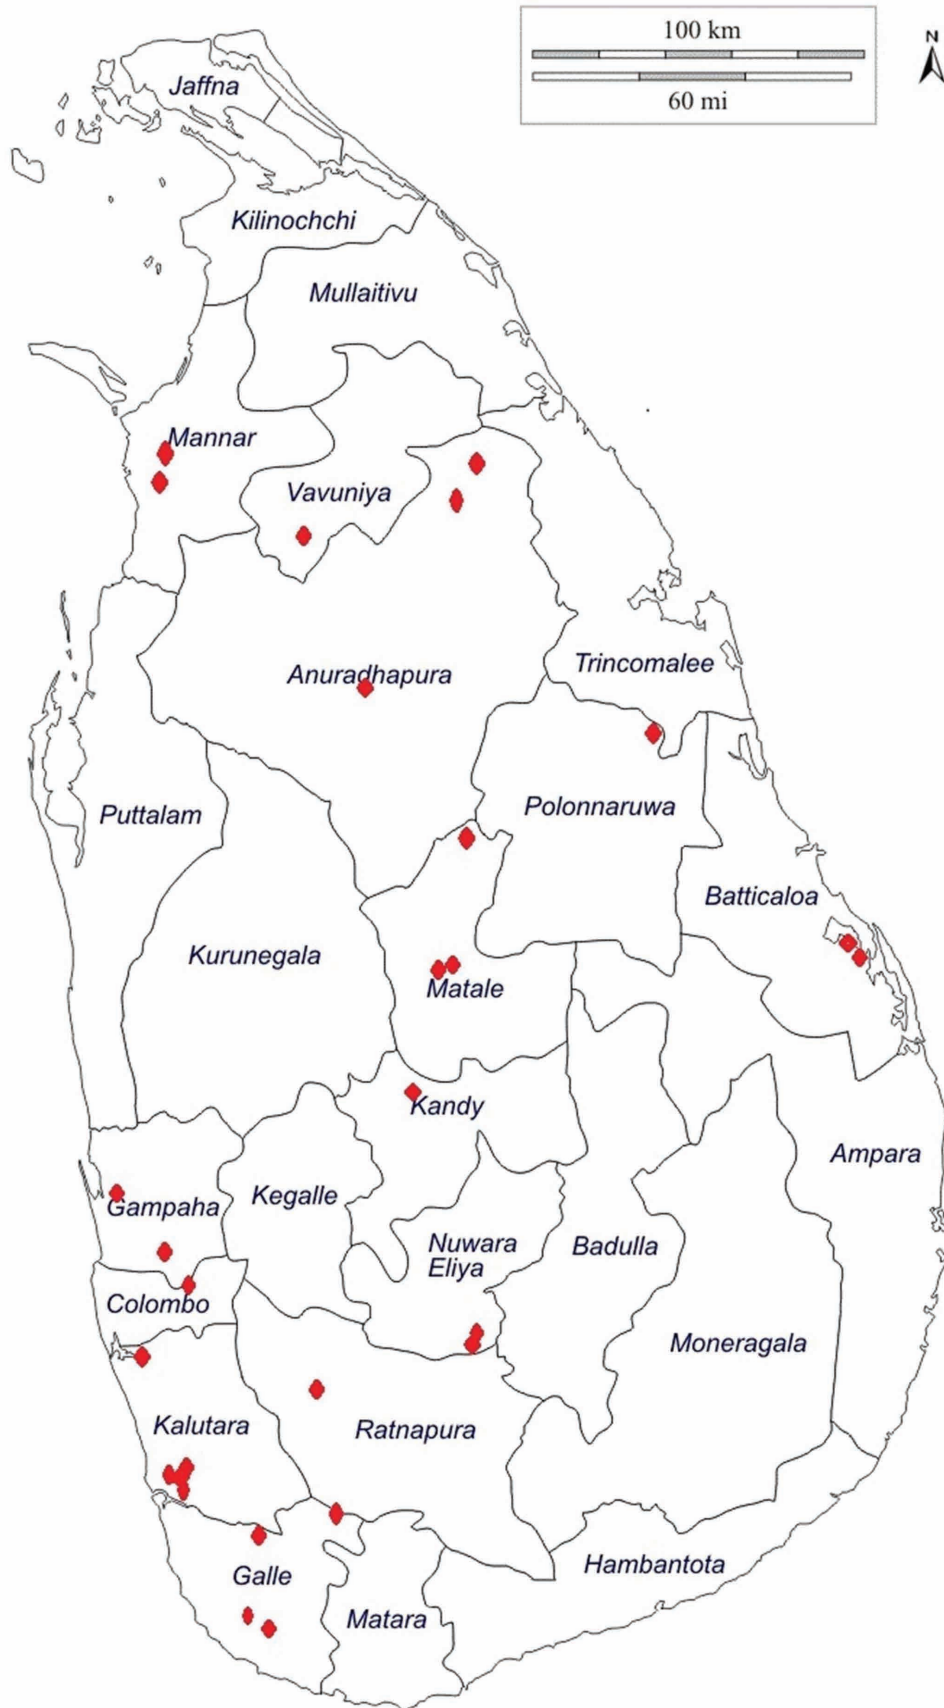 100 km
60 mi
N
Jaffna
Kilinochchi
Mullaitivu
Mannar
Vavuniya
Anuradhapura
Trincomalee
Puttalam
Polonnaruwa
Batticaloa
Kurunegala
Matale
Kandy
Ampara
Gampaha
Kegalle
Nuwara
Eliya
Badulla
Colombo
Moneragala
Kalutara
Ratnapura
Hambantota
Galle
Matara